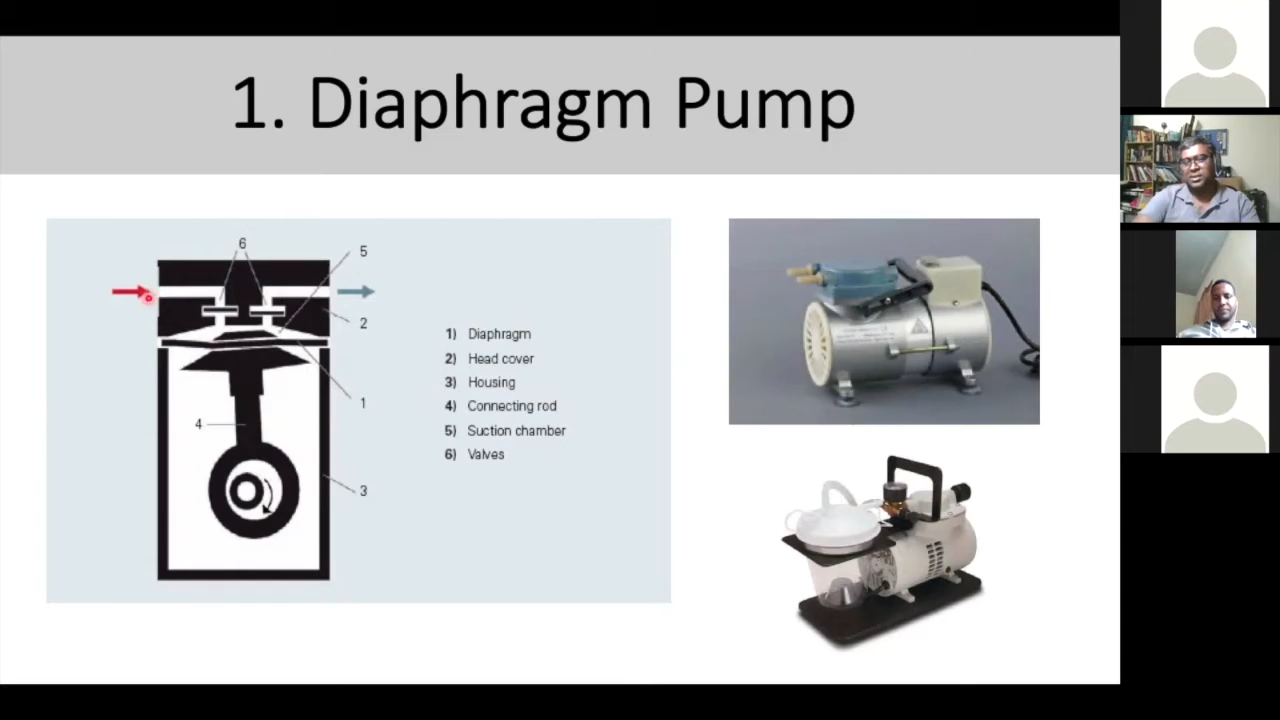 1. Diaphragm Pump
6
5
2
1
4
3
1) Diaphragm
2) Head cover
3) Housing
4) Connecting rod
5) Suction chamber
6) Valves